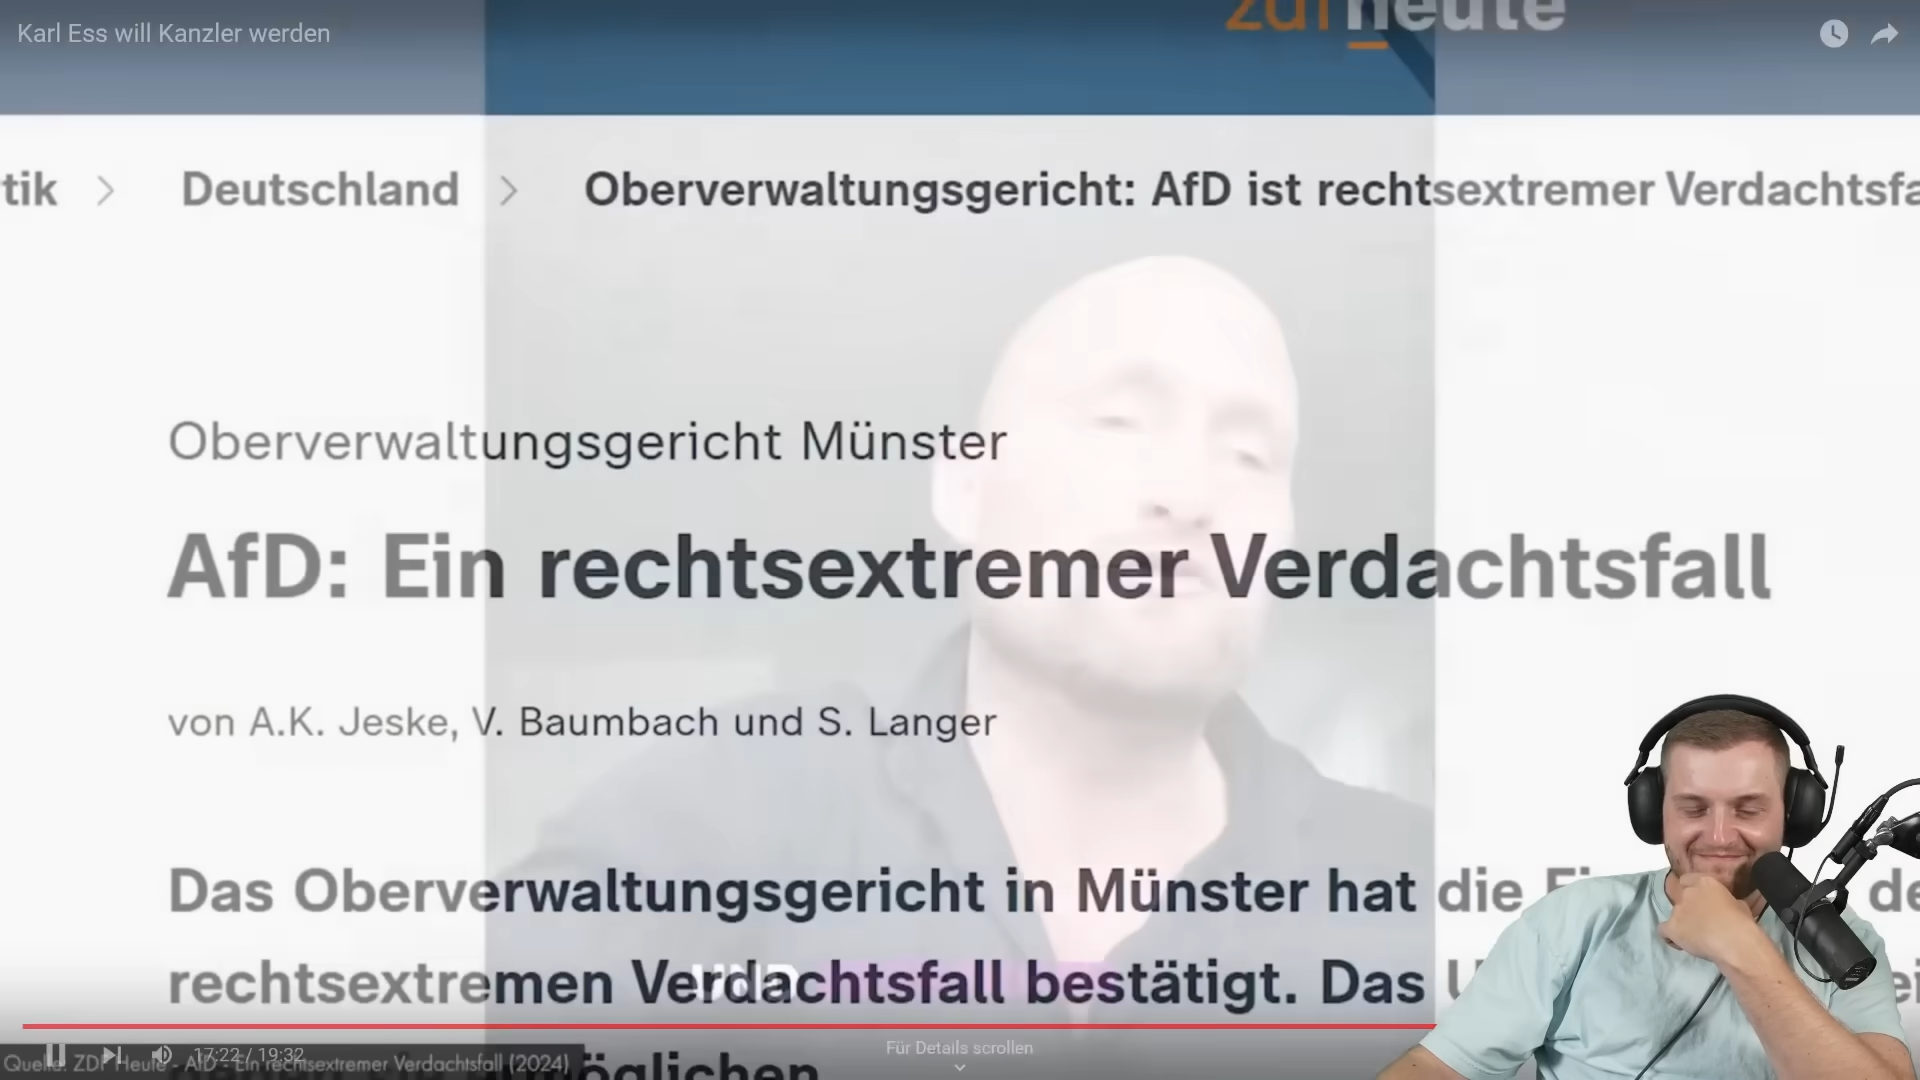 Karl Ess will Kanzler werden
zdfheute
tik > Deutschland > Oberverwaltungsgericht: AfD ist rechtsextremer Verdachtsfa
Oberverwaltungsgericht Münster
AfD: Ein rechtsextremer Verdachtsfall
von A.K. Jeske, V. Baumbach und S. Langer
Das Oberverwaltungsgericht in Münster hat die
rechtsextremen Verdachtsfall bestätigt. Das
UND
17:22 / 19:32
Für Details scrollen
Quelle: ZDF Heute - AfD - Ein rechtsextremer Verdachtsfall (2024)